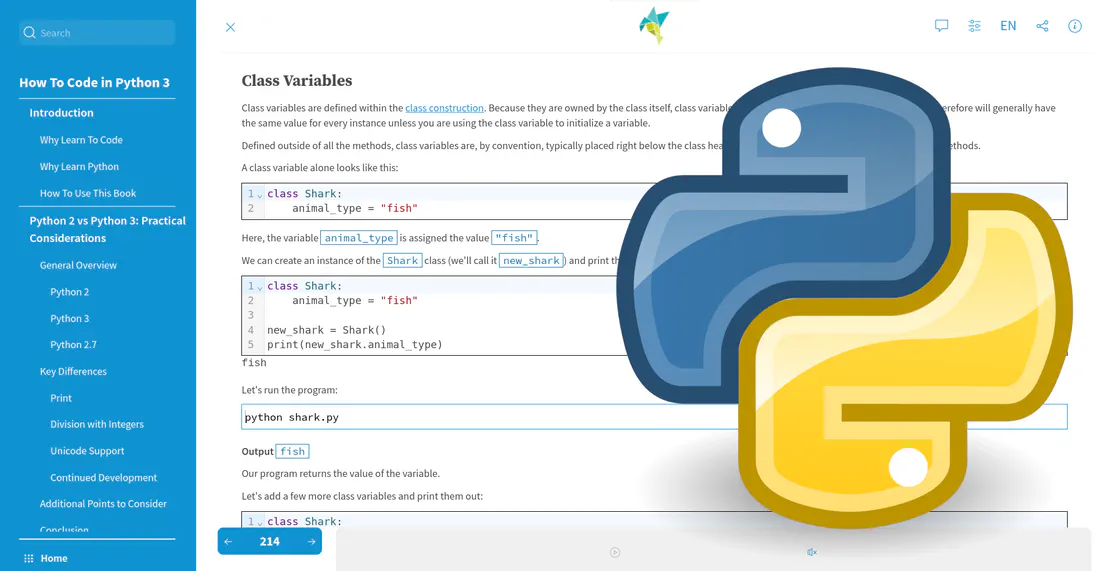 Search
How To Code in Python 3
Introduction
Why Learn To Code
Why Learn Python
How To Use This Book
Python 2 vs Python 3: Practical
Considerations
General Overview
Python 2
Python 3
Python 2.7
Key Differences
Print
Division with Integers
Unicode Support
Continued Development
Additional Points to Consider
Conclusion
Home
EN
Class Variables
Class variables are defined within the class construction. Because they are owned by the class itself, class variable
erefore will generally have
the same value for every instance unless you are using the class variable to initialize a variable.
Defined outside of all the methods, class variables are, by convention, typically placed right below the class hea
ethods.
A class variable alone looks like this:
1 class Shark:
2 animal_type = "fish"
Here, the variable animal_type is assigned the value "fish".
We can create an instance of the Shark class (we'll call it new_shark) and print th
1 class Shark:
2 animal_type = "fish"
3
4 new_shark = Shark()
5 print(new_shark.animal_type)
fish
Let's run the program:
python shark.py
Output fish
Our program returns the value of the variable.
Let's add a few more class variables and print them out:
1 class Shark:
← 214 →